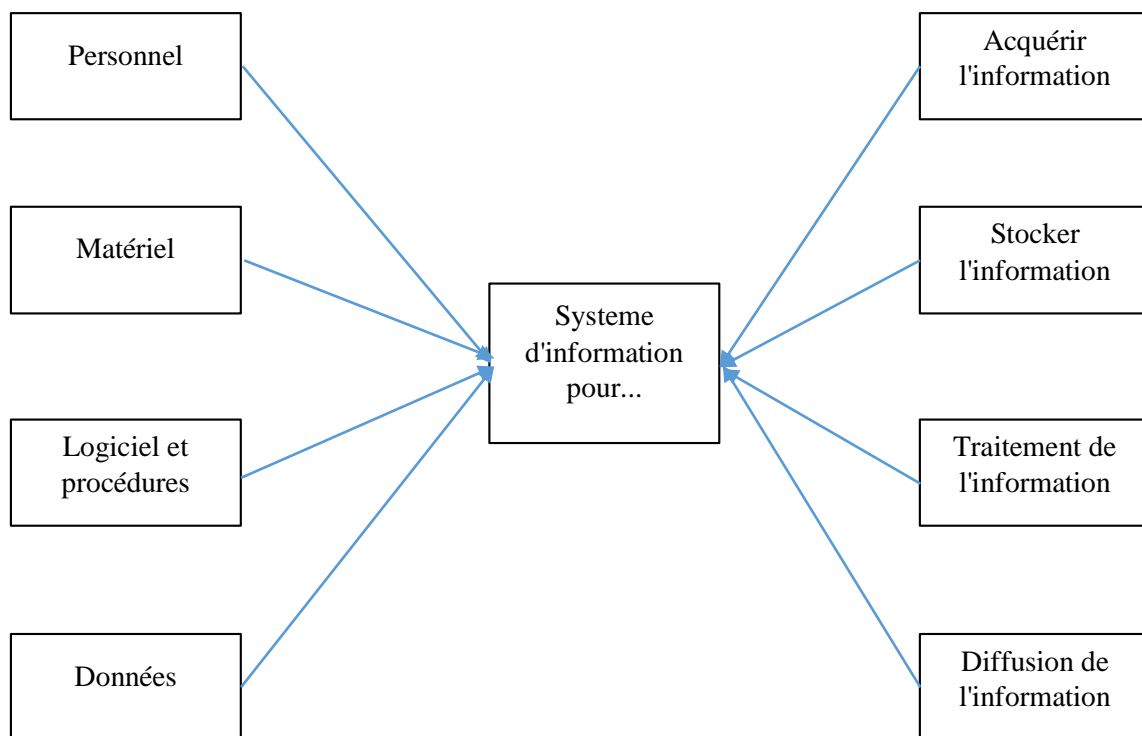 Personnel
Matériel
Logiciel et
procédures
Données
Systeme
d'information
pour...
Acquérir
l'information
Stocker
l'information
Traitement de
l'information
Diffusion de
l'information